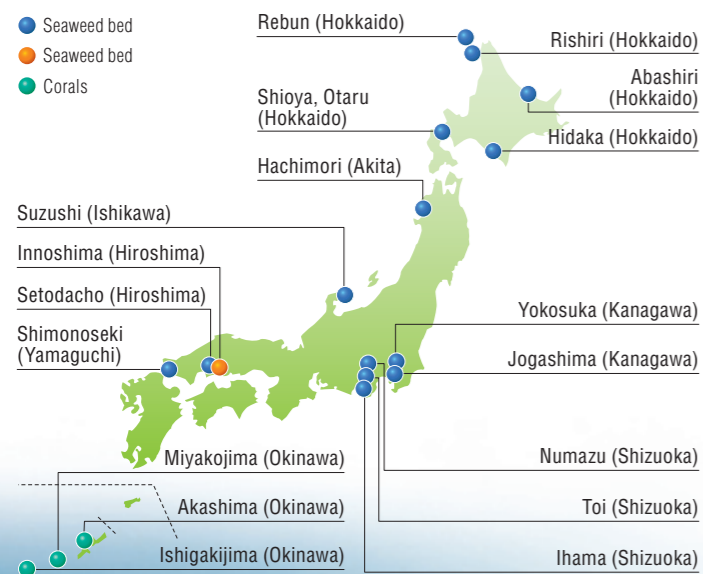 Seaweed bed
Seaweed bed
Corals
Rebun (Hokkaido)
Rishiri (Hokkaido)
Abashiri
(Hokkaido)
Shioya, Otaru
(Hokkaido)
Hidaka (Hokkaido)
Hachimori (Akita)
Suzushi (Ishikawa)
Innoshima (Hiroshima)
Setodacho (Hiroshima)
Shimonoseki
(Yamaguchi)
Yokosuka (Kanagawa)
Jogashima (Kanagawa)
Miyakojima (Okinawa)
Numazu (Shizuoka)
Akashima (Okinawa)
Toi (Shizuoka)
Ishigakijima (Okinawa)
Ihama (Shizuoka)